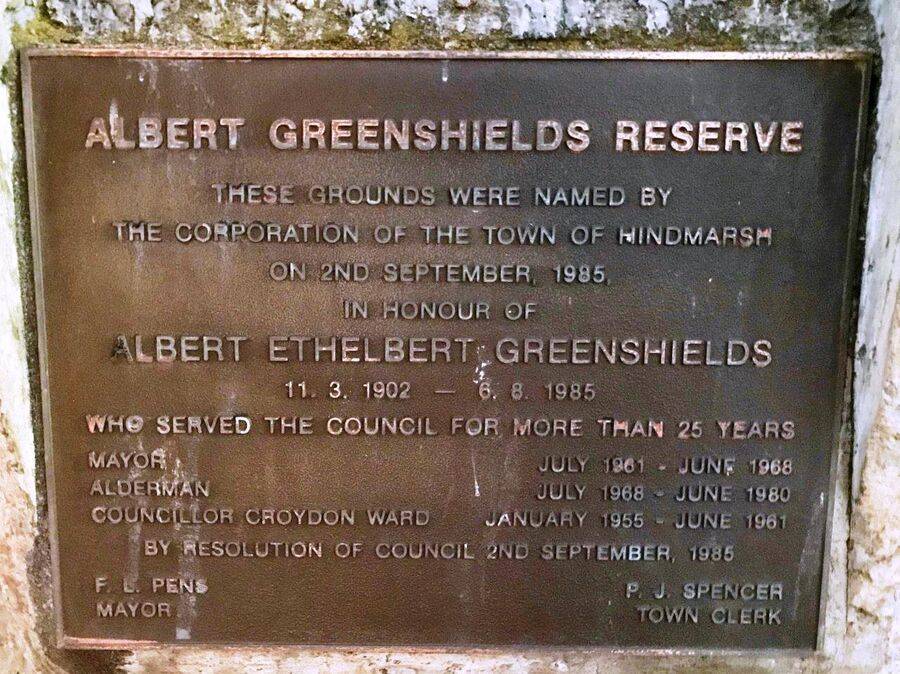 ALBERT GREENSHIELDS RESERVE
THESE GROUNDS WERE NAMED BY
THE CORPORATION OF THE TOWN OF HINDMARSH
ON 2ND SEPTEMBER, 1985,
IN HONOUR OF
ALBERT ETHELBERT GREENSHIELDS
11. 3. 1902 — 6. 8. 1985
WHO SERVED THE COUNCIL FOR MORE THAN 25 YEARS
MAYOR JULY 1961 - JUNE 1968
ALDERMAN JULY 1968 - JUNE 1980
COUNCILLOR CROYDON WARD JANUARY 1955 - JUNE 1961
BY RESOLUTION OF COUNCIL 2ND SEPTEMBER, 1985
F. L. PENS P. J. SPENCER
MAYOR TOWN CLERK